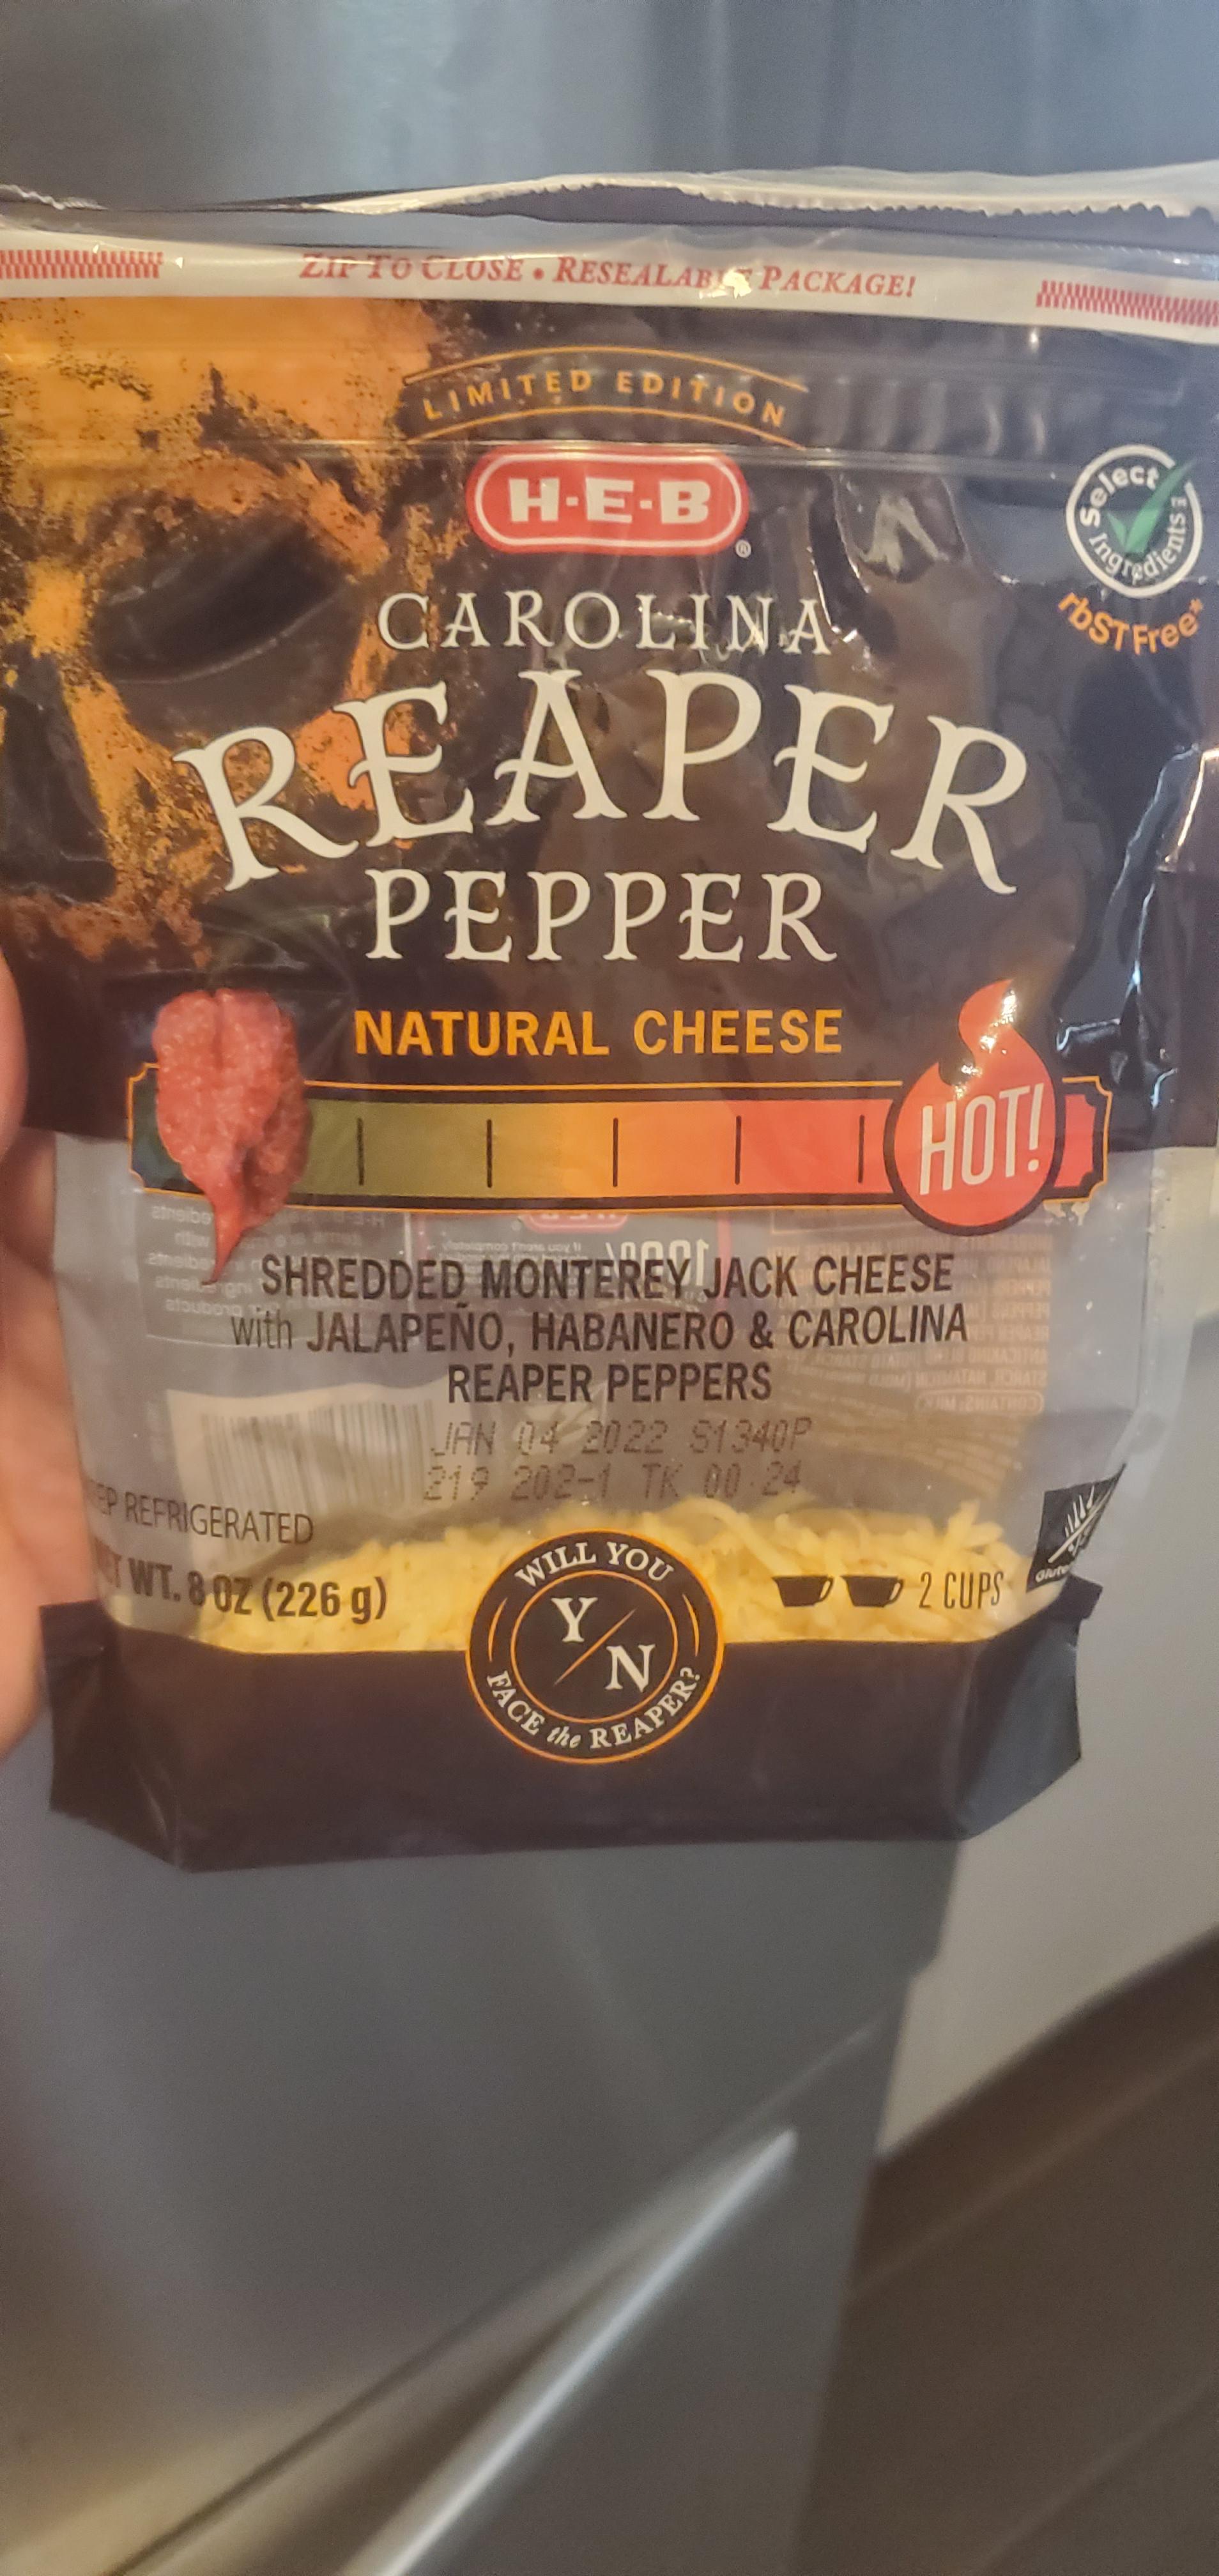 ZIP TO CLOSE • RESEALABLE PACKAGE!
LIMITED EDITION
H-E-B®
Select Ingredients™
rbST Free*
CAROLINA
REAPER
PEPPER
NATURAL CHEESE
HOT!
SHREDDED MONTEREY JACK CHEESE
with JALAPEÑO, HABANERO & CAROLINA
REAPER PEPPERS
JAN 04 2022 S1340P
219 202-1 TK 00:24
REFRIGERATED
WT. 8 OZ (226 g)
WILL YOU
Y/N
FACE the REAPER?
2 CUPS